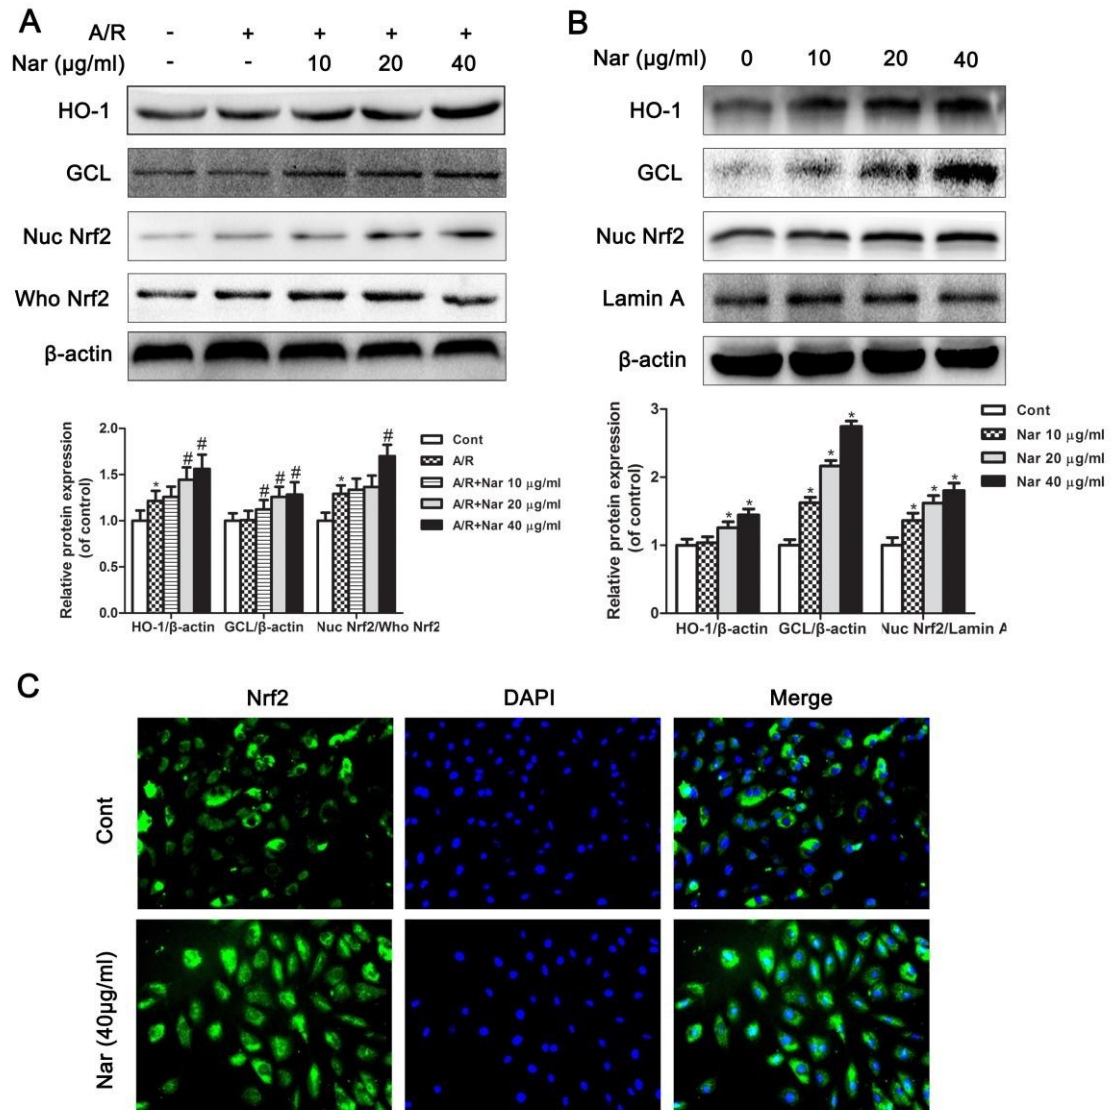 A
A/R - + + + +
Nar (μg/ml) - - 10 20 40
HO-1
GCL
Nuc Nrf2
Who Nrf2
β-actin
Relative protein expression
(of control)
2.0
1.5
1.0
0.5
0.0
* # #
# # #
* #
HO-1/β-actin GCL/β-actin Nuc Nrf2/Who Nrf2
Cont
A/R
A/R+Nar 10 μg/ml
A/R+Nar 20 μg/ml
A/R+Nar 40 μg/ml
B
Nar (μg/ml) 0 10 20 40
HO-1
GCL
Nuc Nrf2
Lamin A
β-actin
Relative protein expression
(of control)
3
2
1
0
* *
* * *
* * *
HO-1/β-actin GCL/β-actin Nuc Nrf2/Lamin A
Cont
Nar 10 μg/ml
Nar 20 μg/ml
Nar 40 μg/ml
C
Nrf2 DAPI Merge
Cont
Nar (40μg/ml)